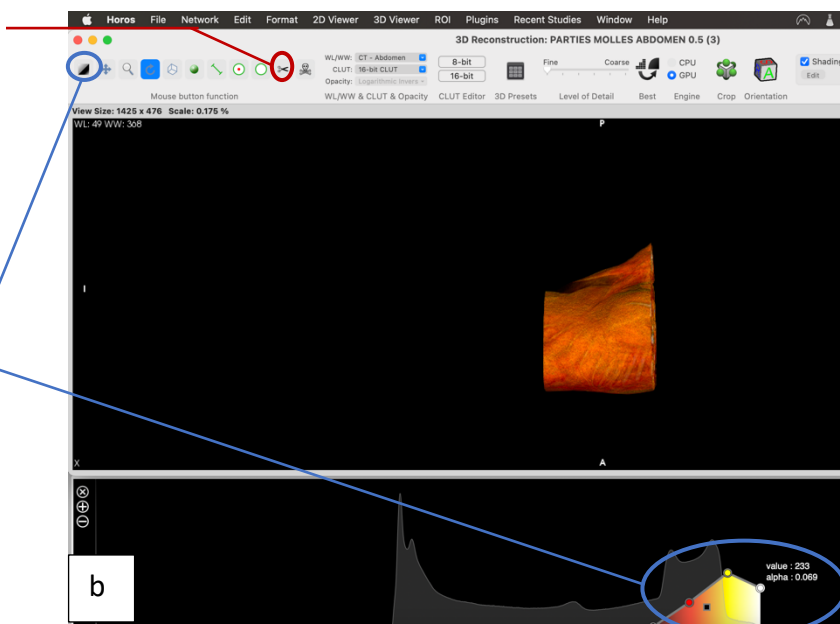 Horos File Network Edit Format 2D Viewer 3D Viewer ROI Plugins Recent Studies Window Help
3D Reconstruction: PARTIES MOLLES ABDOMEN 0.5 (3)
WL/WW: CT - Abdomen
CLUT: 16-bit CLUT
Opacity: Logarithmic Invers
8-bit
16-bit
Fine Coarse
CPU
GPU
A
Shading
Edit
Mouse button function WL/WW & CLUT & Opacity CLUT Editor 3D Presets Level of Detail Best Engine Crop Orientation
View Size: 1425 x 476 Scale: 0.175 %
WL: 49 WW: 368
P
I
X
A
value : 233
alpha : 0.069
b